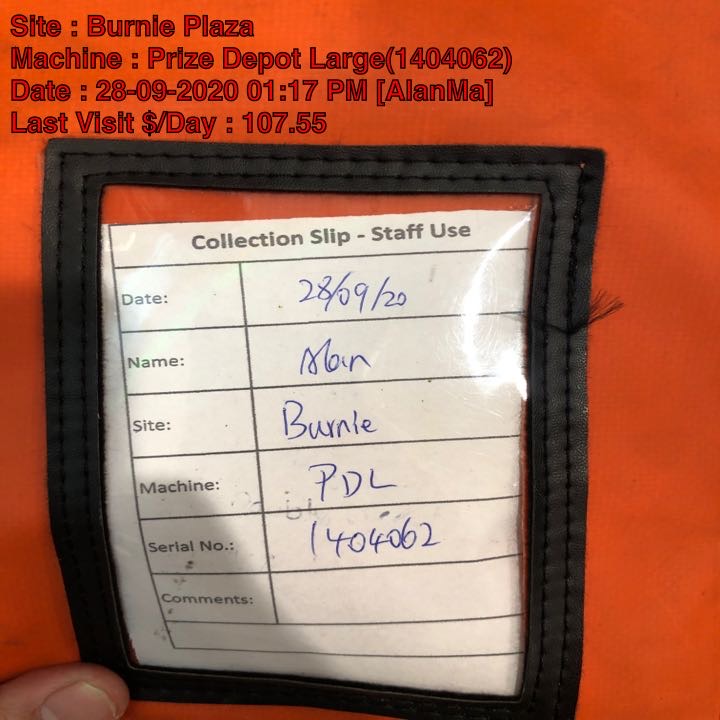 Site : Burnie Plaza
Machine : Prize Depot Large(1404062)
Date : 28-09-2020 01:17 PM [AlanMa]
Last Visit $/Day : 107.55
Collection Slip - Staff Use
Date: 28/09/20
Name: Alan
Site: Burnie
Machine: PDL
Serial No.: 1404062
Comments: